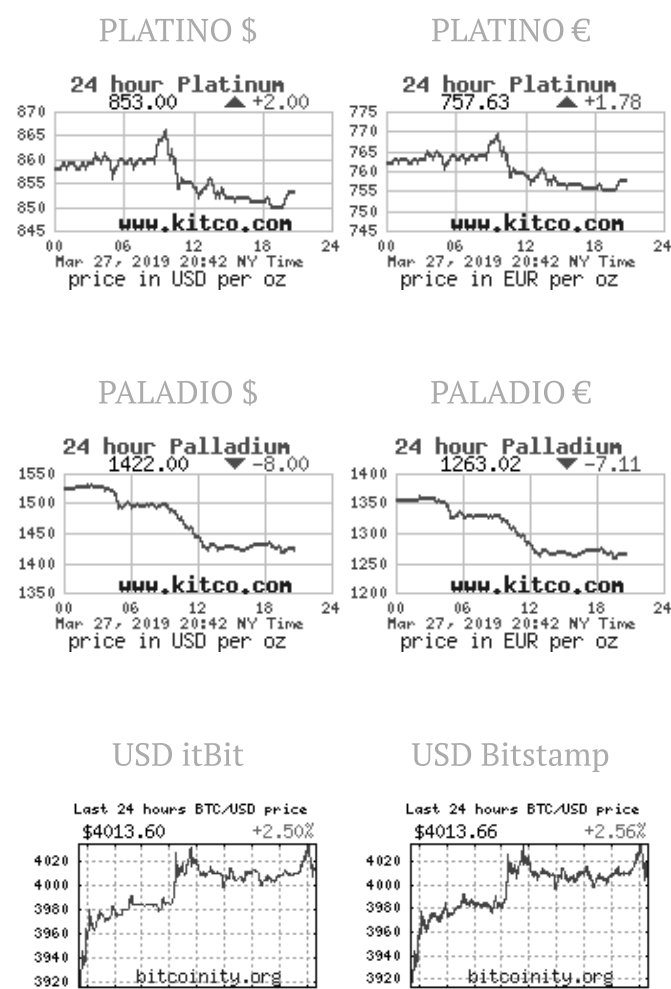 PLATINO $
PLATINO €
24 hour Platinum
853.00 ▲ +2.00
870
865
860
855
850
845
www.kitco.com
00 06 12 18 24
Mar 27, 2019 20:42 NY Time
price in USD per oz
24 hour Platinum
757.63 ▲ +1.78
775
770
765
760
755
750
745
www.kitco.com
00 06 12 18 24
Mar 27, 2019 20:42 NY Time
price in EUR per oz
PALADIO $
PALADIO €
24 hour Palladium
1422.00 ▼ -8.00
1550
1500
1450
1400
1350
www.kitco.com
00 06 12 18 24
Mar 27, 2019 20:42 NY Time
price in USD per oz
24 hour Palladium
1263.02 ▼ -7.11
1400
1350
1300
1250
1200
www.kitco.com
00 06 12 18 24
Mar 27, 2019 20:42 NY Time
price in EUR per oz
USD itBit
USD Bitstamp
Last 24 hours BTC/USD price
$4013.60 +2.50%
4020
4000
3980
3960
3940
3920
bitcoinity.org
Last 24 hours BTC/USD price
$4013.66 +2.56%
4020
4000
3980
3960
3940
3920
bitcoinity.org